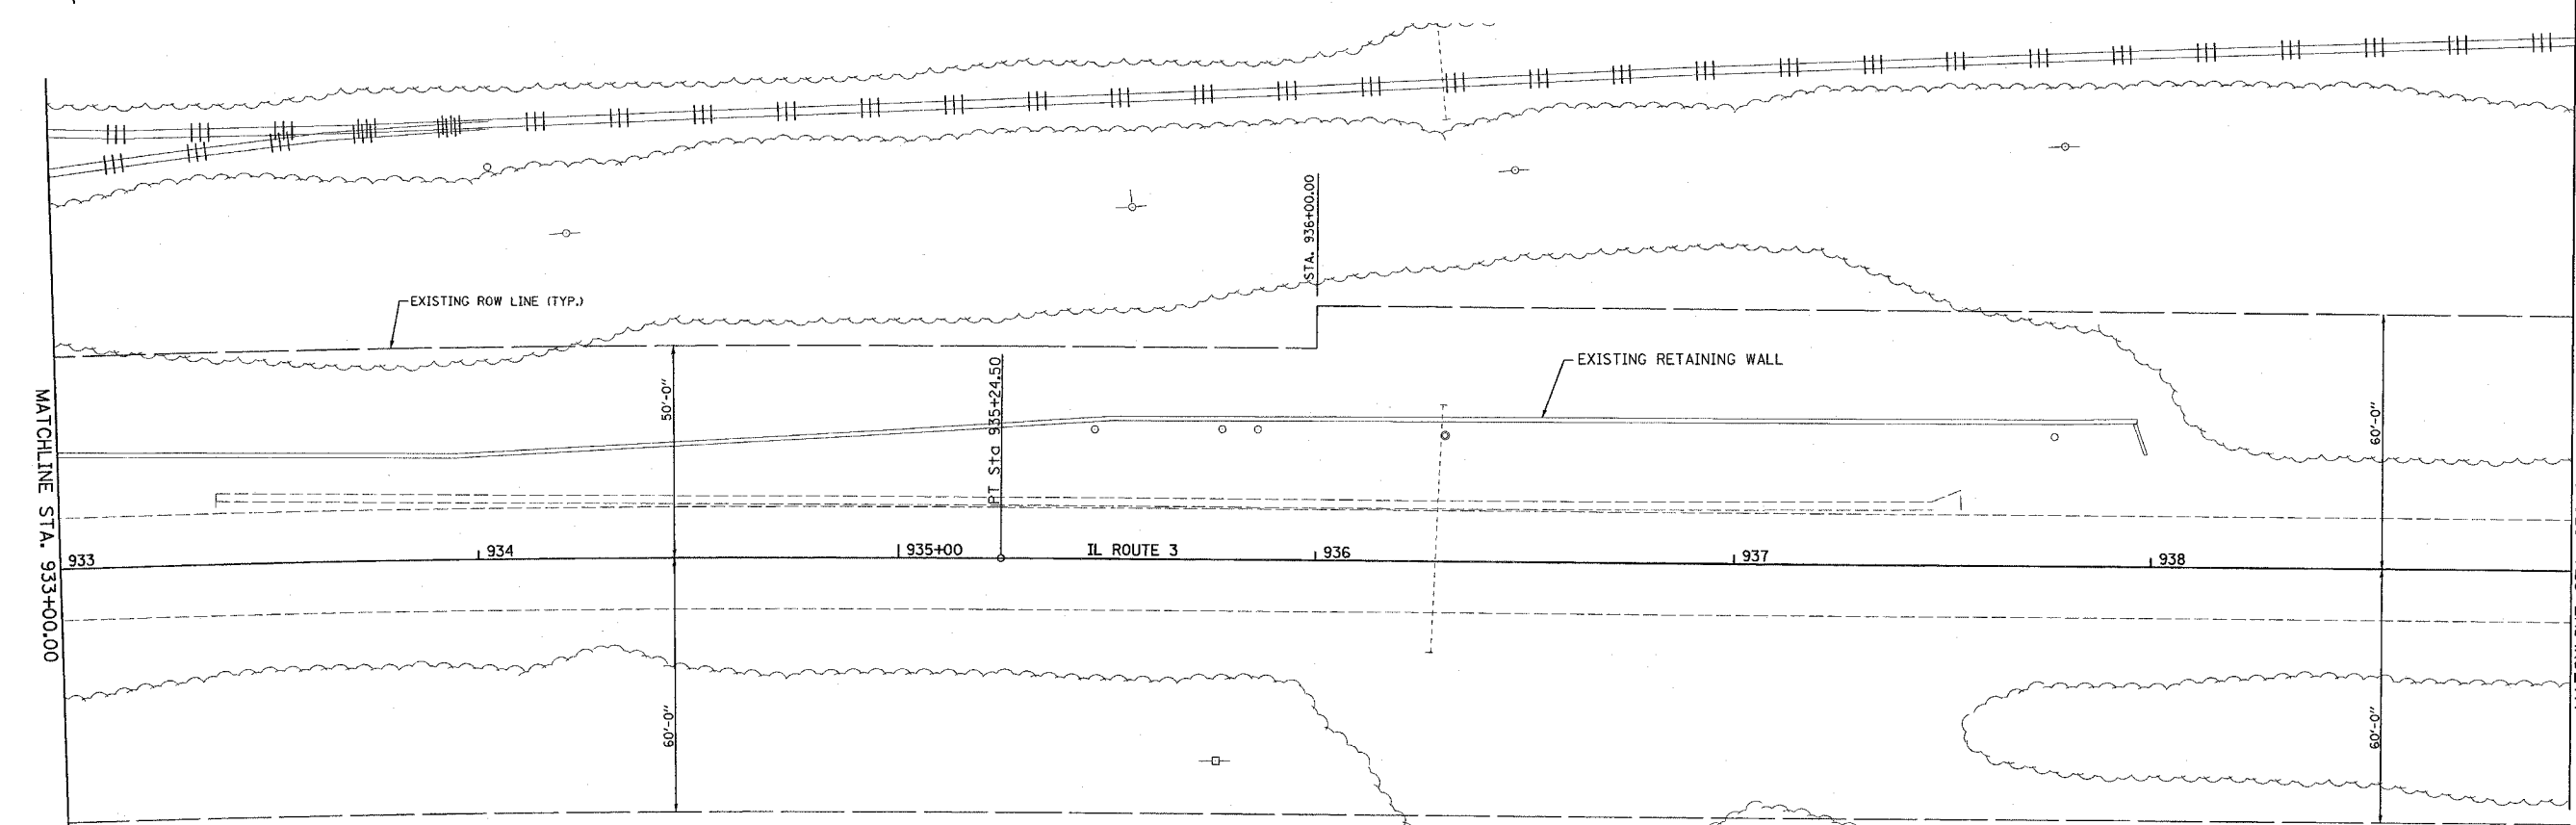 STA. 936+00.00
EXISTING ROW LINE (TYP.)
EXISTING RETAINING WALL
50'-0"
PT Sta 935+24.50
60'-0"
MATCHLINE STA. 933+00.00
933
934
935+00
IL ROUTE 3
936
937
938
60'-0"
60'-0"